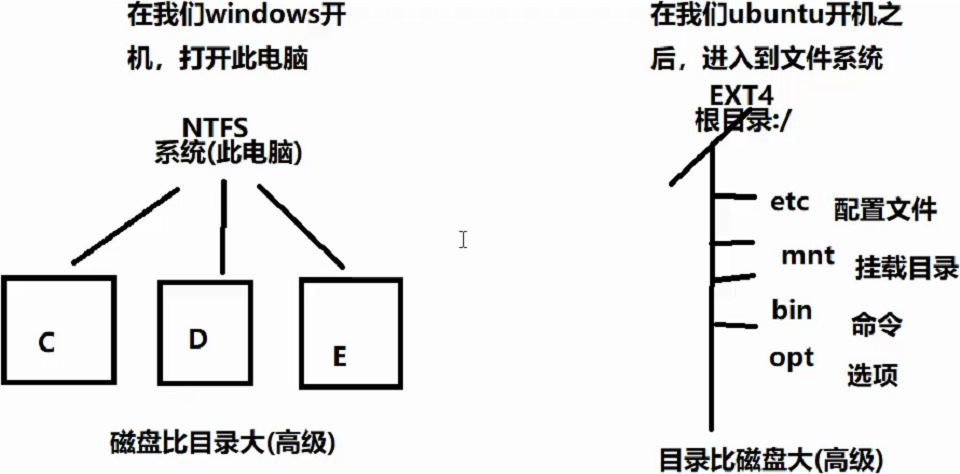 在我们windows开
机，打开此电脑
NTFS
系统(此电脑)
C
D
E
磁盘比目录大(高级)
在我们ubuntu开机之
后，进入到文件系统
EXT4
根目录:/
etc 配置文件
mnt 挂载目录
bin 命令
opt 选项
目录比磁盘大(高级)